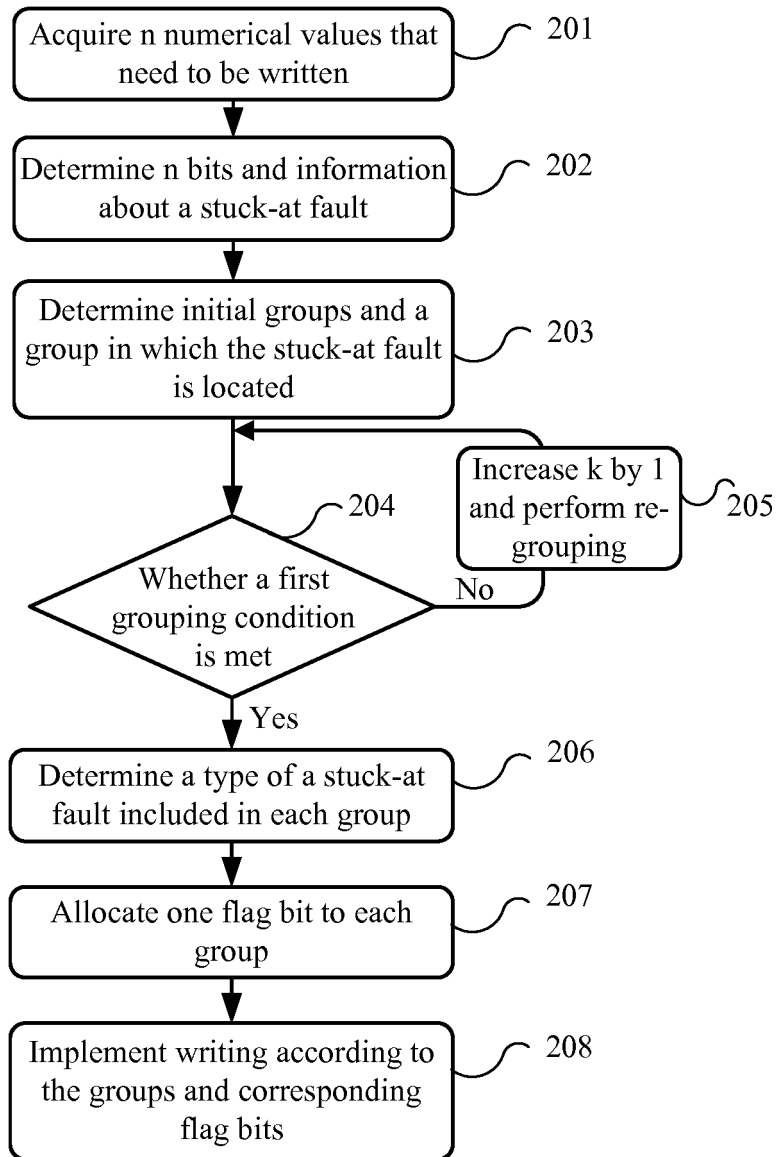 Acquire n numerical values that
need to be written
201
Determine n bits and information
about a stuck-at fault
202
Determine initial groups and a
group in which the stuck-at fault
is located
203
Increase k by 1
and perform re-
grouping
205
204
Whether a first
grouping condition
is met
No
Yes
Determine a type of a stuck-at
fault included in each group
206
Allocate one flag bit to each
group
207
Implement writing according to
the groups and corresponding
flag bits
208